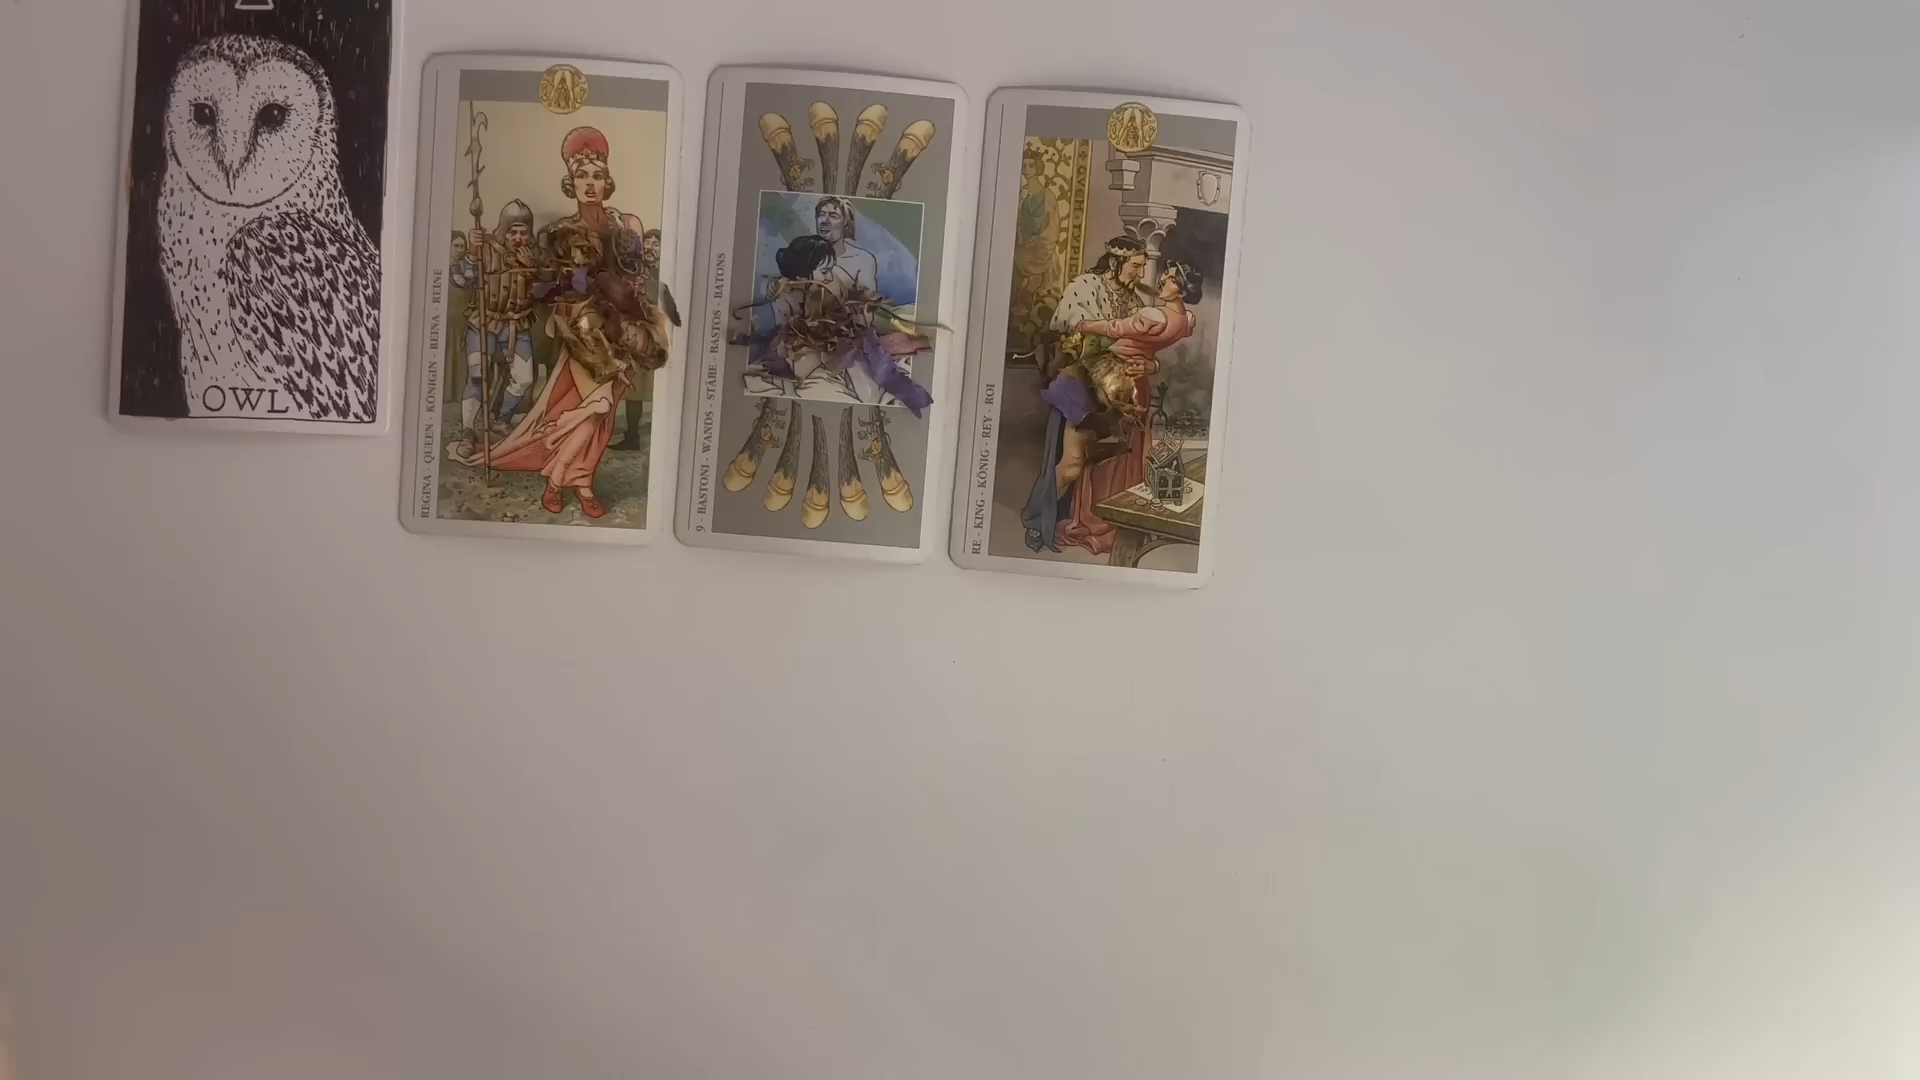 OWL
REGINA - QUEEN - KÖNIGIN - REINA - REINE
9 - BASTONI - WANDS - STÄBE - BASTOS - BATONS
RE - KING - KÖNIG - REY - ROI